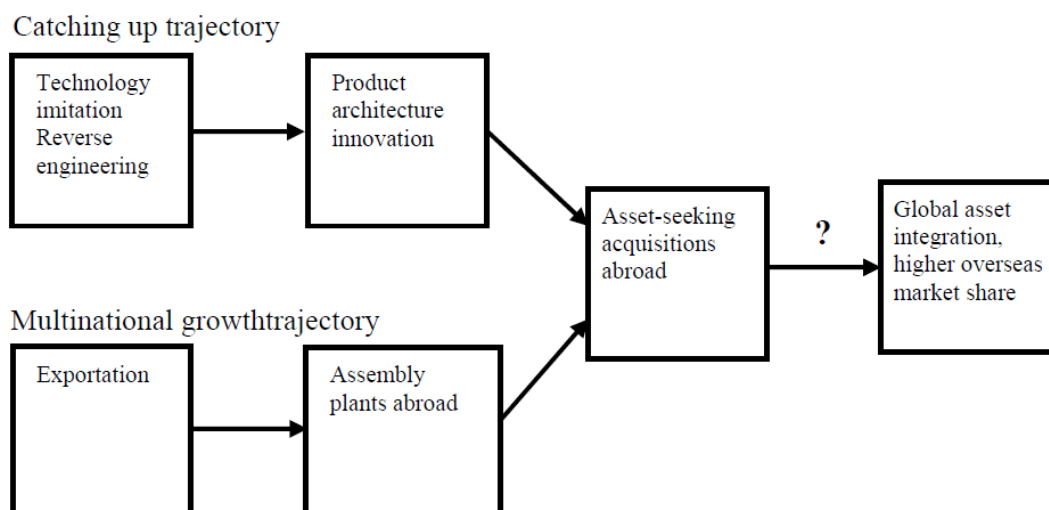 Catching up trajectory
Technology
imitation
Reverse
engineering
Product
architecture
innovation
Asset-seeking
acquisitions
abroad
?
Global asset
integration,
higher overseas
market share
Multinational growthtrajectory
Exportation
Assembly
plants abroad